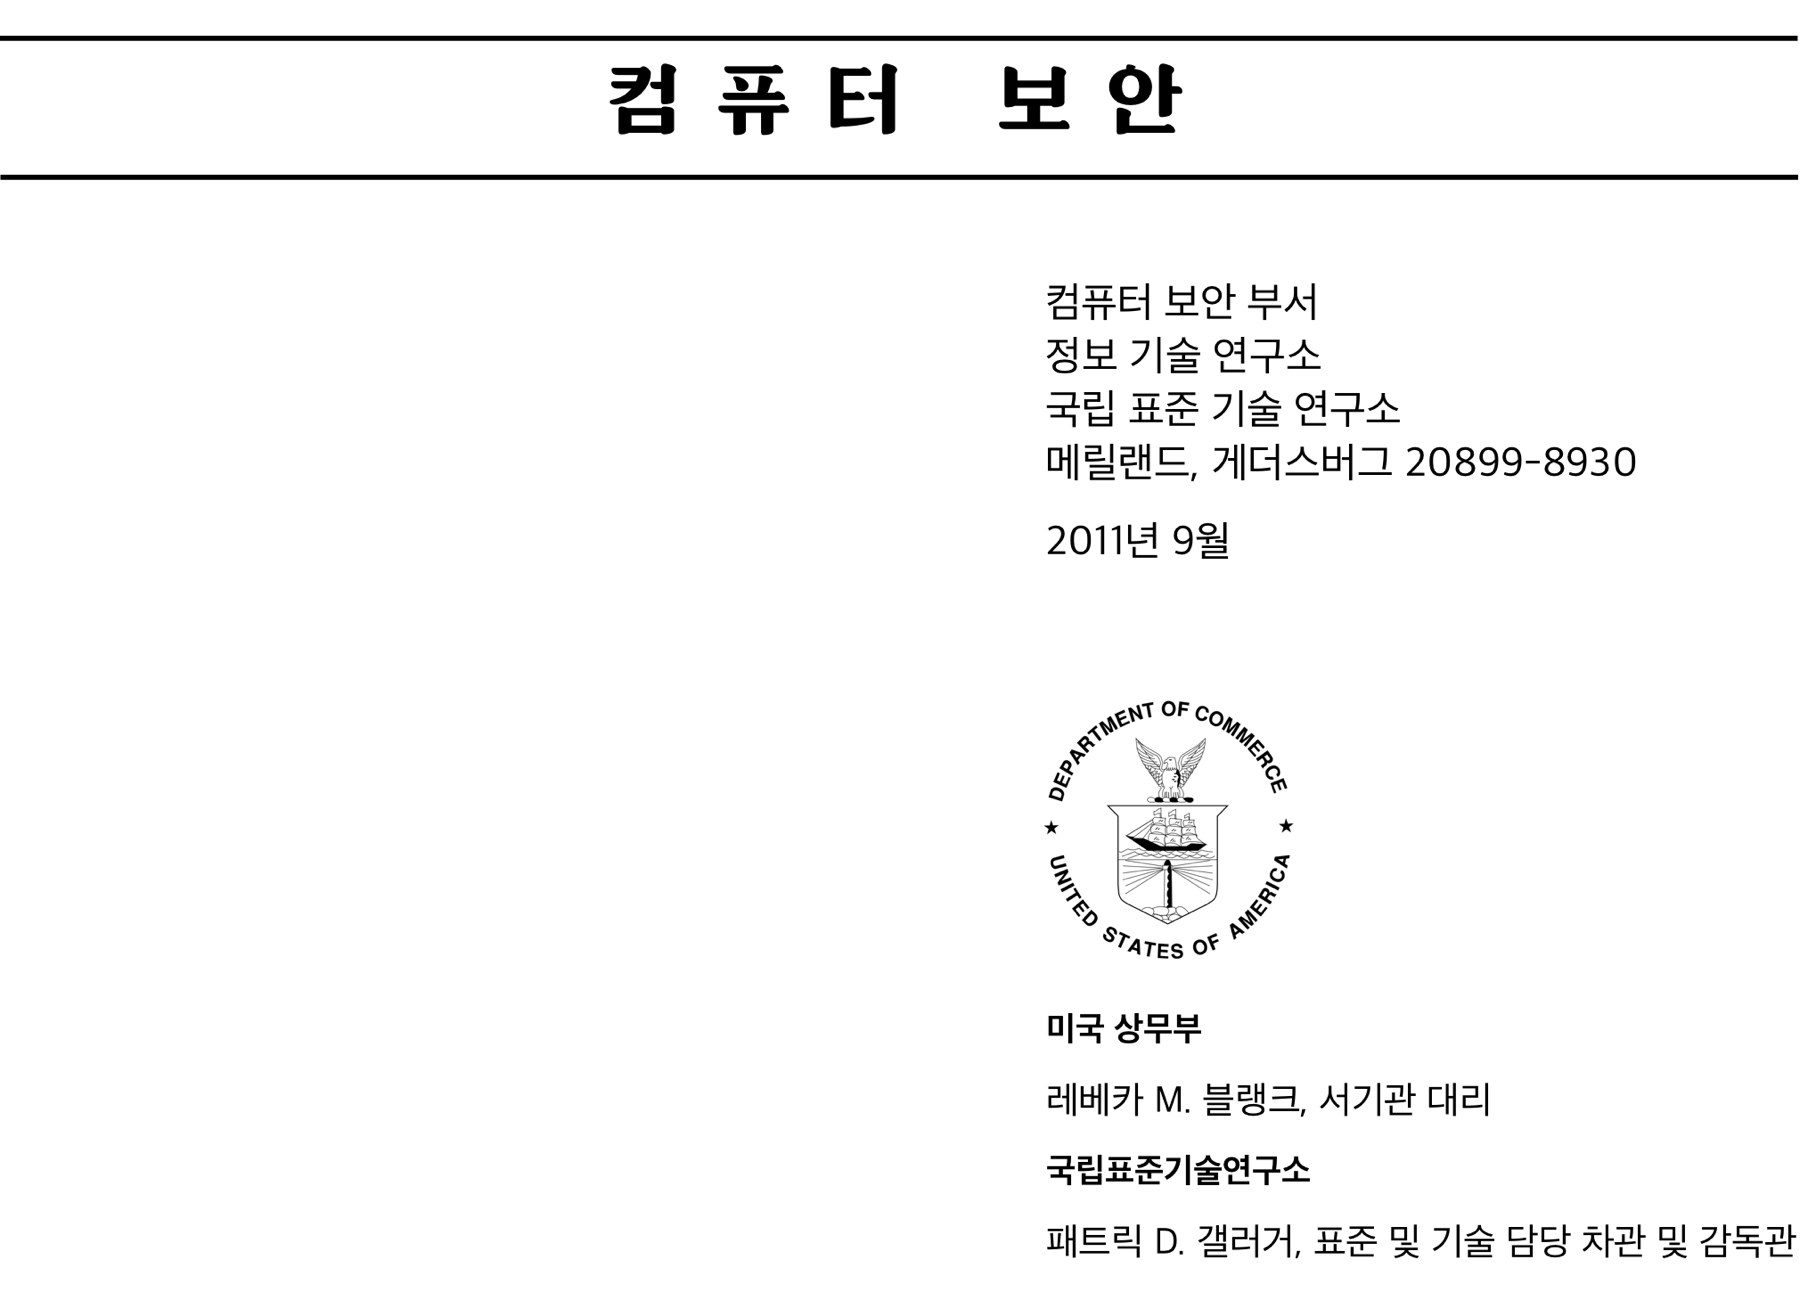 컴퓨터 보안
컴퓨터 보안 부서
정보 기술 연구소
국립 표준 기술 연구소
메릴랜드, 게더스버그 20899-8930
2011년 9월
DEPARTMENT OF COMMERCE
UNITED STATES OF AMERICA
미국 상무부
레베카 M. 블랭크, 서기관 대리
국립표준기술연구소
패트릭 D. 갤러거, 표준 및 기술 담당 차관 및 감독관